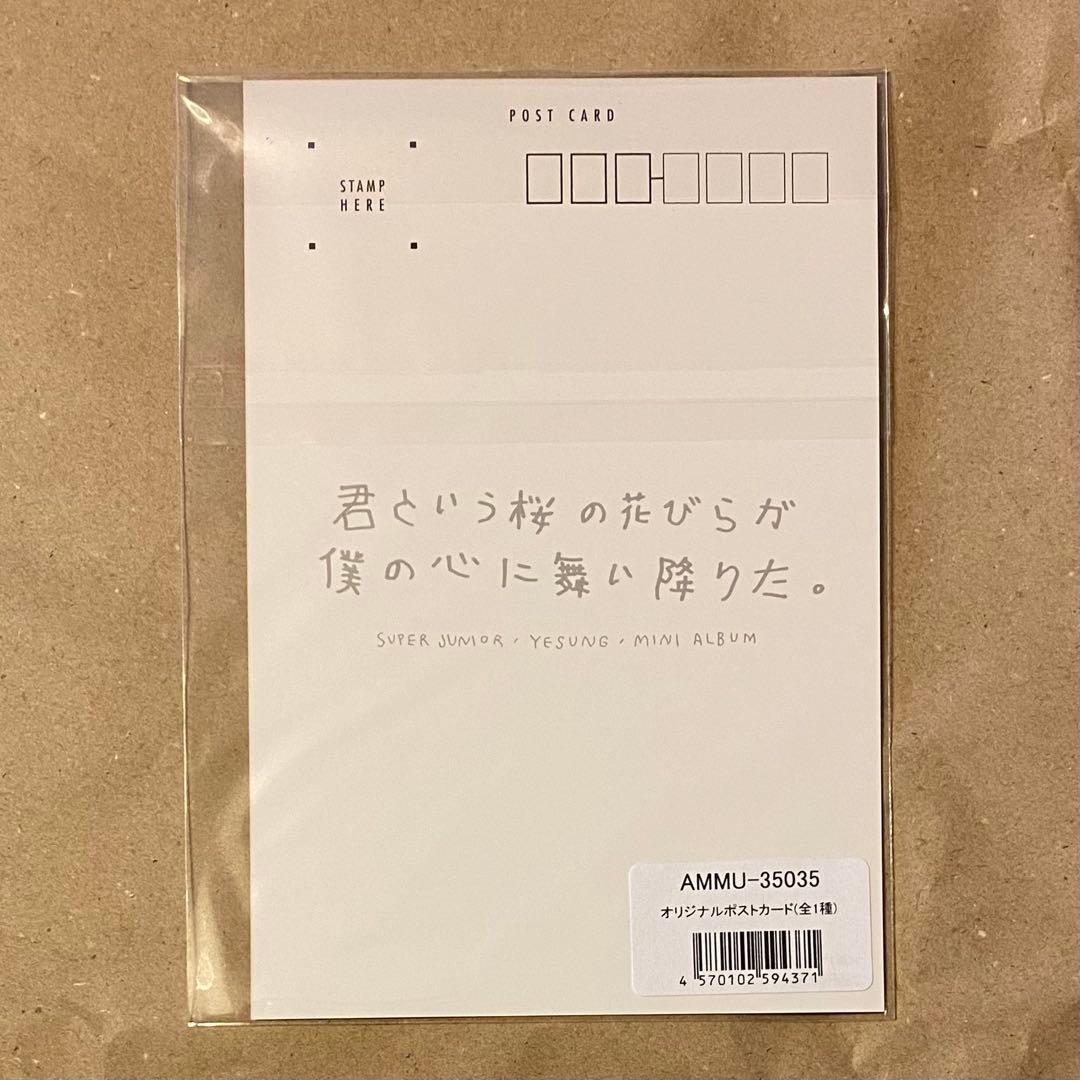 POST CARD
STAMP
HERE
君という桜の花びらが
僕の心に舞い降りた。
SUPER JUNIOR, YESUNG, MINI ALBUM
AMMU-35035
オリジナルポストカード(全1種)
4 570102 594371